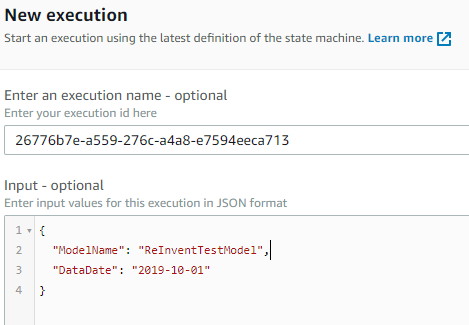 New execution
Start an execution using the latest definition of the state machine. Learn more
Enter an execution name - optional
Enter your execution id here
26776b7e-a559-276c-a4a8-e7594eeca713
Input - optional
Enter input values for this execution in JSON format
1 {
2 "ModelName": "ReInventTestModel",
3 "DataDate": "2019-10-01"
4 }